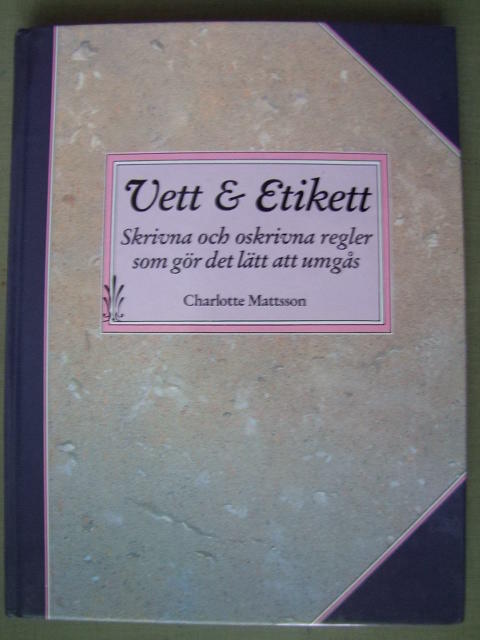 Vett & Etikett
Skrivna och oskrivna regler
som gör det lätt att umgås
Charlotte Mattsson